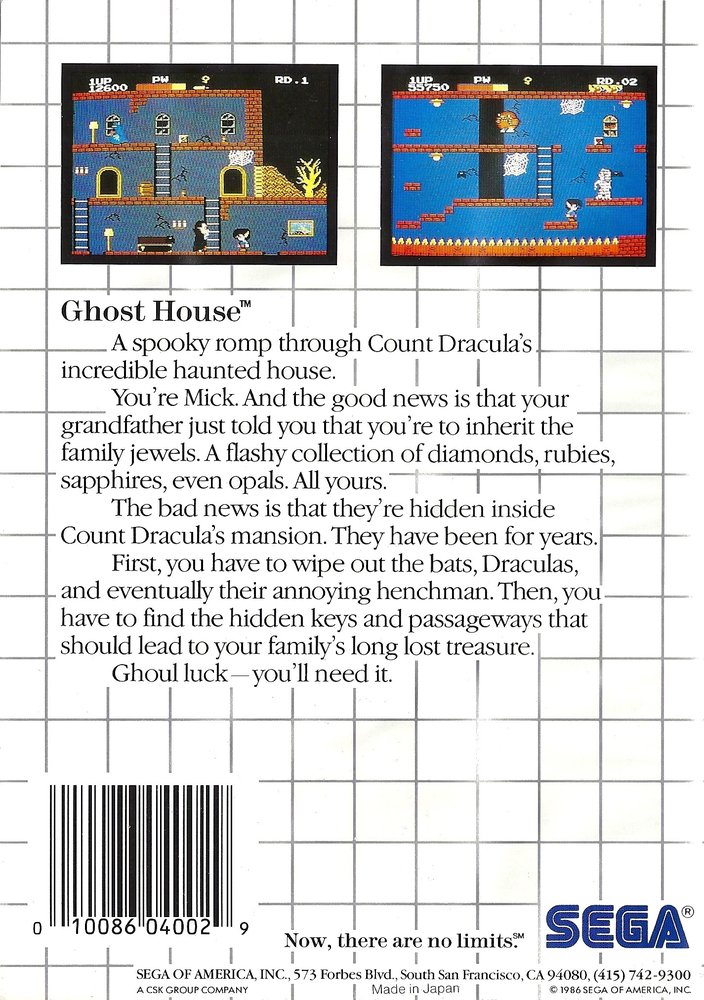 1UP PW RD.1
12600
1UP PW RD.02
55750
Ghost House™
A spooky romp through Count Dracula's
incredible haunted house.
You're Mick. And the good news is that your
grandfather just told you that you're to inherit the
family jewels. A flashy collection of diamonds, rubies,
sapphires, even opals. All yours.
The bad news is that they're hidden inside
Count Dracula's mansion. They have been for years.
First, you have to wipe out the bats, Draculas,
and eventually their annoying henchman. Then, you
have to find the hidden keys and passageways that
should lead to your family's long lost treasure.
Ghoul luck—you'll need it.
0 10086 04002 9
Now, there are no limits.℠
SEGA®
SEGA OF AMERICA, INC., 573 Forbes Blvd., South San Francisco, CA 94080, (415) 742-9300
A CSK GROUP COMPANY Made in Japan © 1986 SEGA OF AMERICA, INC.